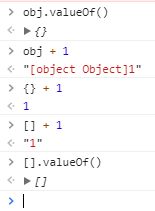 > obj.valueOf()
< ▶ {}
> obj + 1
< "[object Object]1"
> {} + 1
< 1
> [] + 1
< "1"
> [].valueOf()
< ▶ []
>